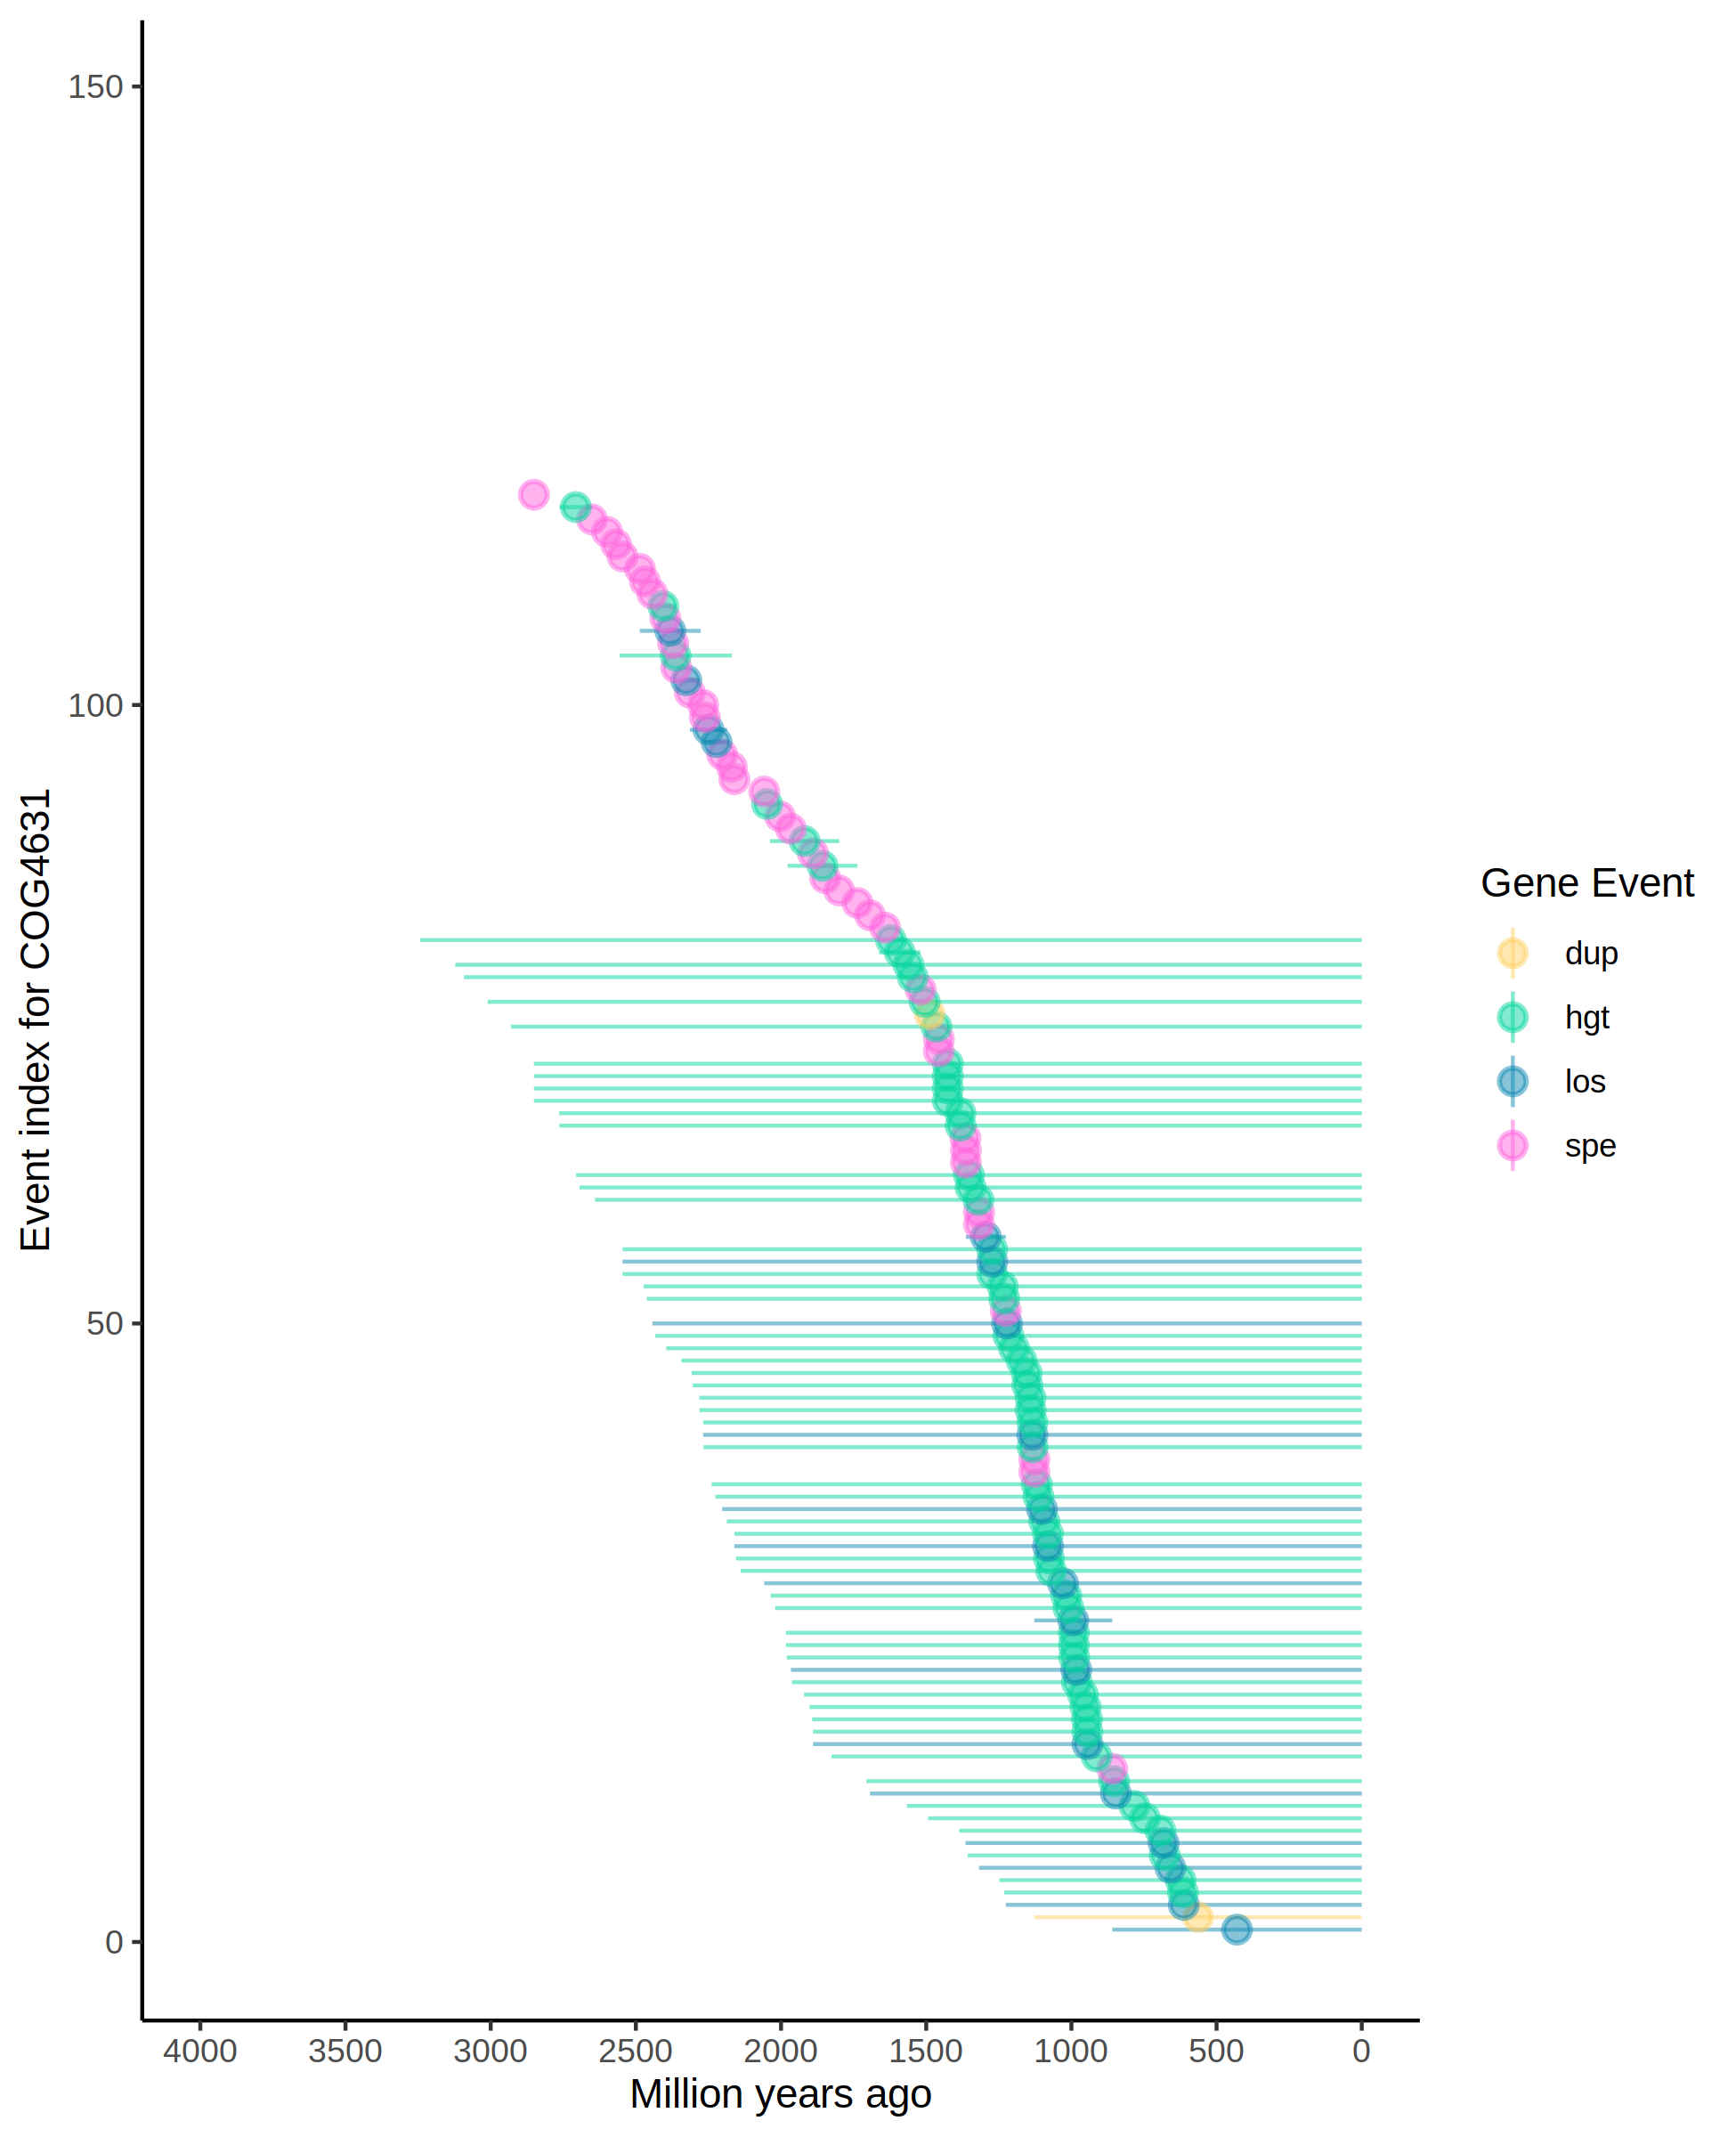 150
100
50
0
Event index for COG4631
4000 3500 3000 2500 2000 1500 1000 500 0
Million years ago
Gene Event
dup
hgt
los
spe